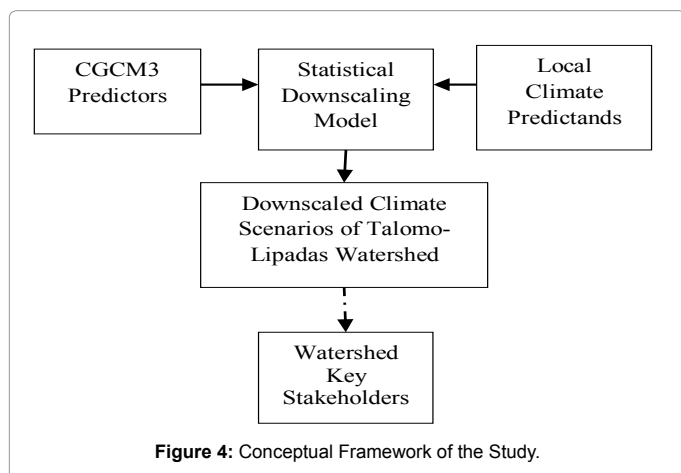 CGCM3
Predictors
Statistical
Downscaling
Model
Local
Climate
Predictands
Downscaled Climate
Scenarios of Talomo-
Lipadas Watershed
Watershed
Key
Stakeholders
Figure 4: Conceptual Framework of the Study.